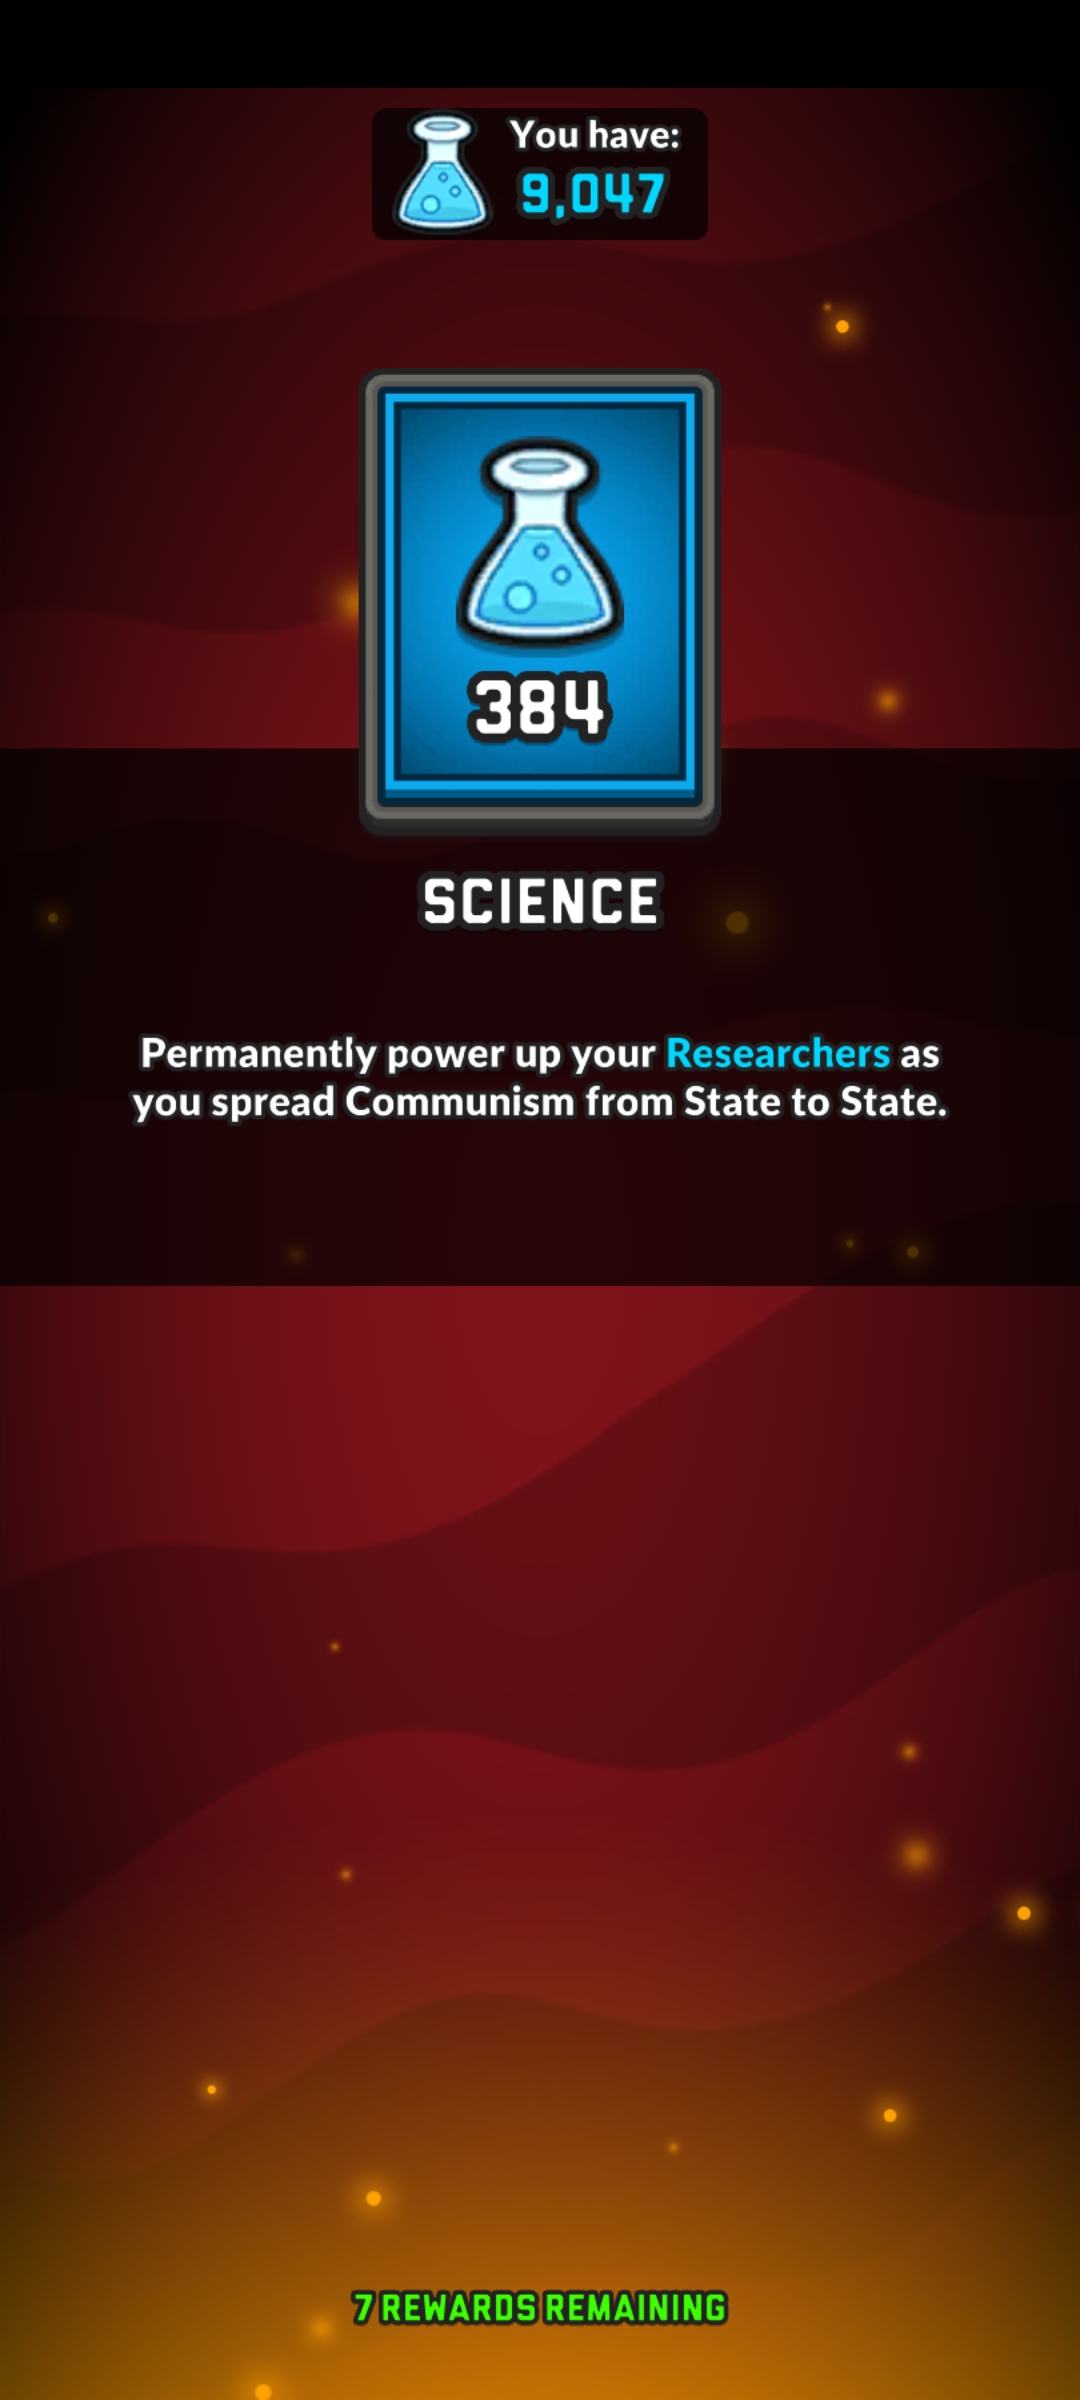 You have:
9,047
384
SCIENCE
Permanently power up your Researchers as
you spread Communism from State to State.
7 REWARDS REMAINING